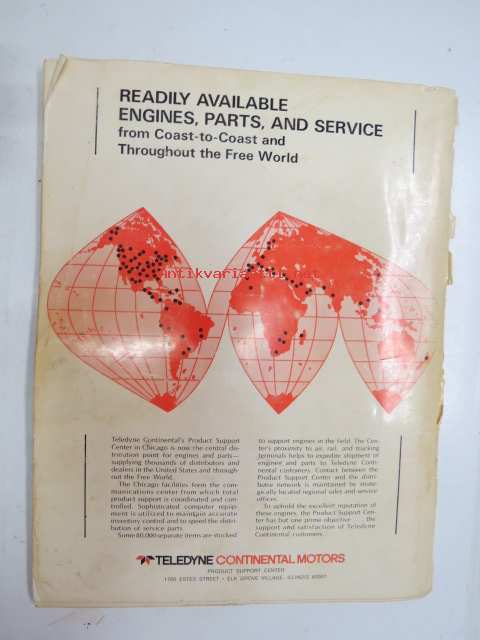 READILY AVAILABLE
ENGINES, PARTS, AND SERVICE
from Coast-to-Coast and
Throughout the Free World
Teledyne Continental's Product Support
Center in Chicago is now the central dis-
tribution point for engines and parts—
supplying thousands of distributors and
dealers in the United States and through-
out the Free World.
The Chicago facilities form the com-
munications center from which total
product support is coordinated and con-
trolled. Sophisticated computer equip-
ment is utilized to maintain accurate
inventory control and to speed the distri-
bution of service parts.
Some 80,000 separate items are stocked
to support engines in the field. The Cen-
ter's proximity to air, rail, and trucking
terminals helps to expedite shipment of
engines and parts to Teledyne Conti-
nental customers. Contact between the
Product Support Center and the distri-
butor network is maintained by strate-
gically located regional sales and service
offices.
To uphold the excellent reputation of
these engines, the Product Support Cen-
ter has but one prime objective — the
support and satisfaction of Teledyne
Continental customers.
TELEDYNE CONTINENTAL MOTORS
PRODUCT SUPPORT CENTER
1700 ESTES STREET • ELK GROVE VILLAGE, ILLINOIS 60007